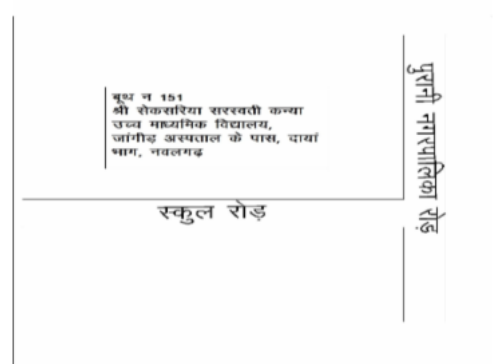 बूथ न 151
श्री सेकसरिया सरस्वती कन्या
उच्च माध्यमिक विद्यालय,
जांगीड़ अस्पताल के पास, दायां
भाग, नवलगढ़
स्कुल रोड़
पुरानी नगरपालिका रोड़